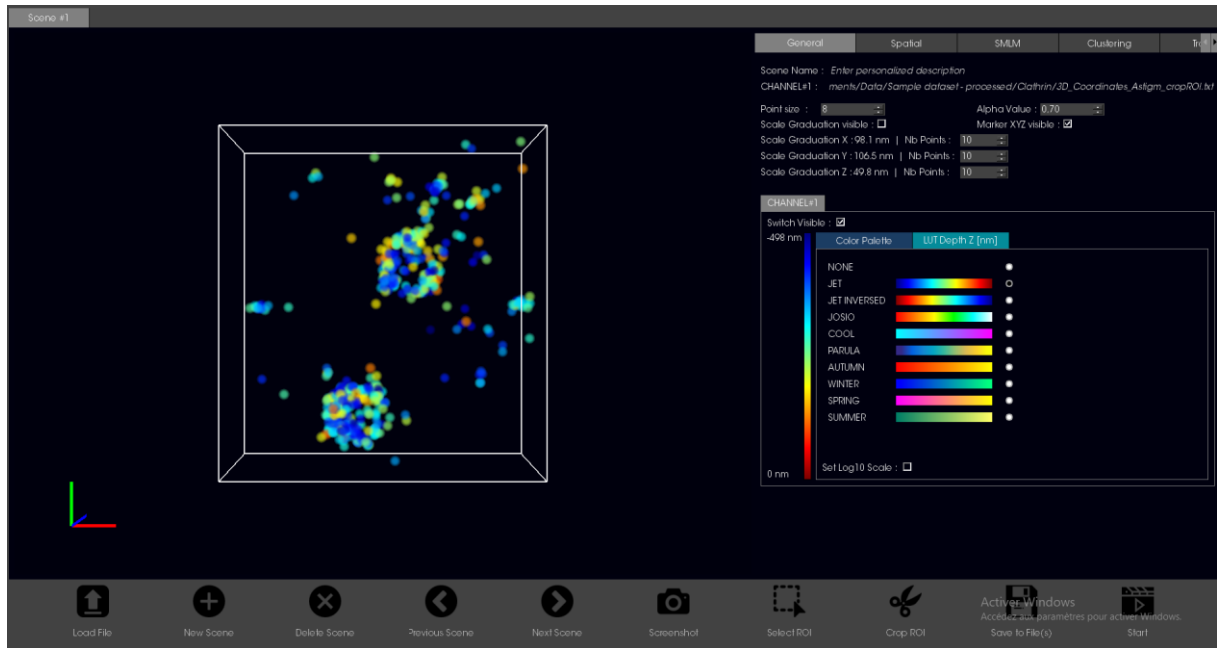 Scene #1
General Spatial SMLM Clustering
Scene Name : Enter personalized description
CHANNEL#1 : ments/Data/Sample dataset - processed/Clathrin/3D_Coordinates_Astigm_cropROI.txt
Point size : 8 Alpha Value : 0,70
Scale Graduation visible : Marker XYZ visible :
Scale Graduation X : 98.1 nm | Nb Points : 10
Scale Graduation Y : 106.5 nm | Nb Points : 10
Scale Graduation Z : 49.8 nm | Nb Points : 10
CHANNEL#1
Switch Visible :
-498 nm Color Palette LUT Depth Z [nm]
NONE
JET
JET INVERSED
JOSIO
COOL
PARULA
AUTUMN
WINTER
SPRING
SUMMER
Set Log10 Scale :
0 nm
Activer Windows
Accédez aux paramètres pour activer Windows.
Load File New Scene Delete Scene Previous Scene Next Scene Screenshot Select ROI Crop ROI Save to File(s) Start